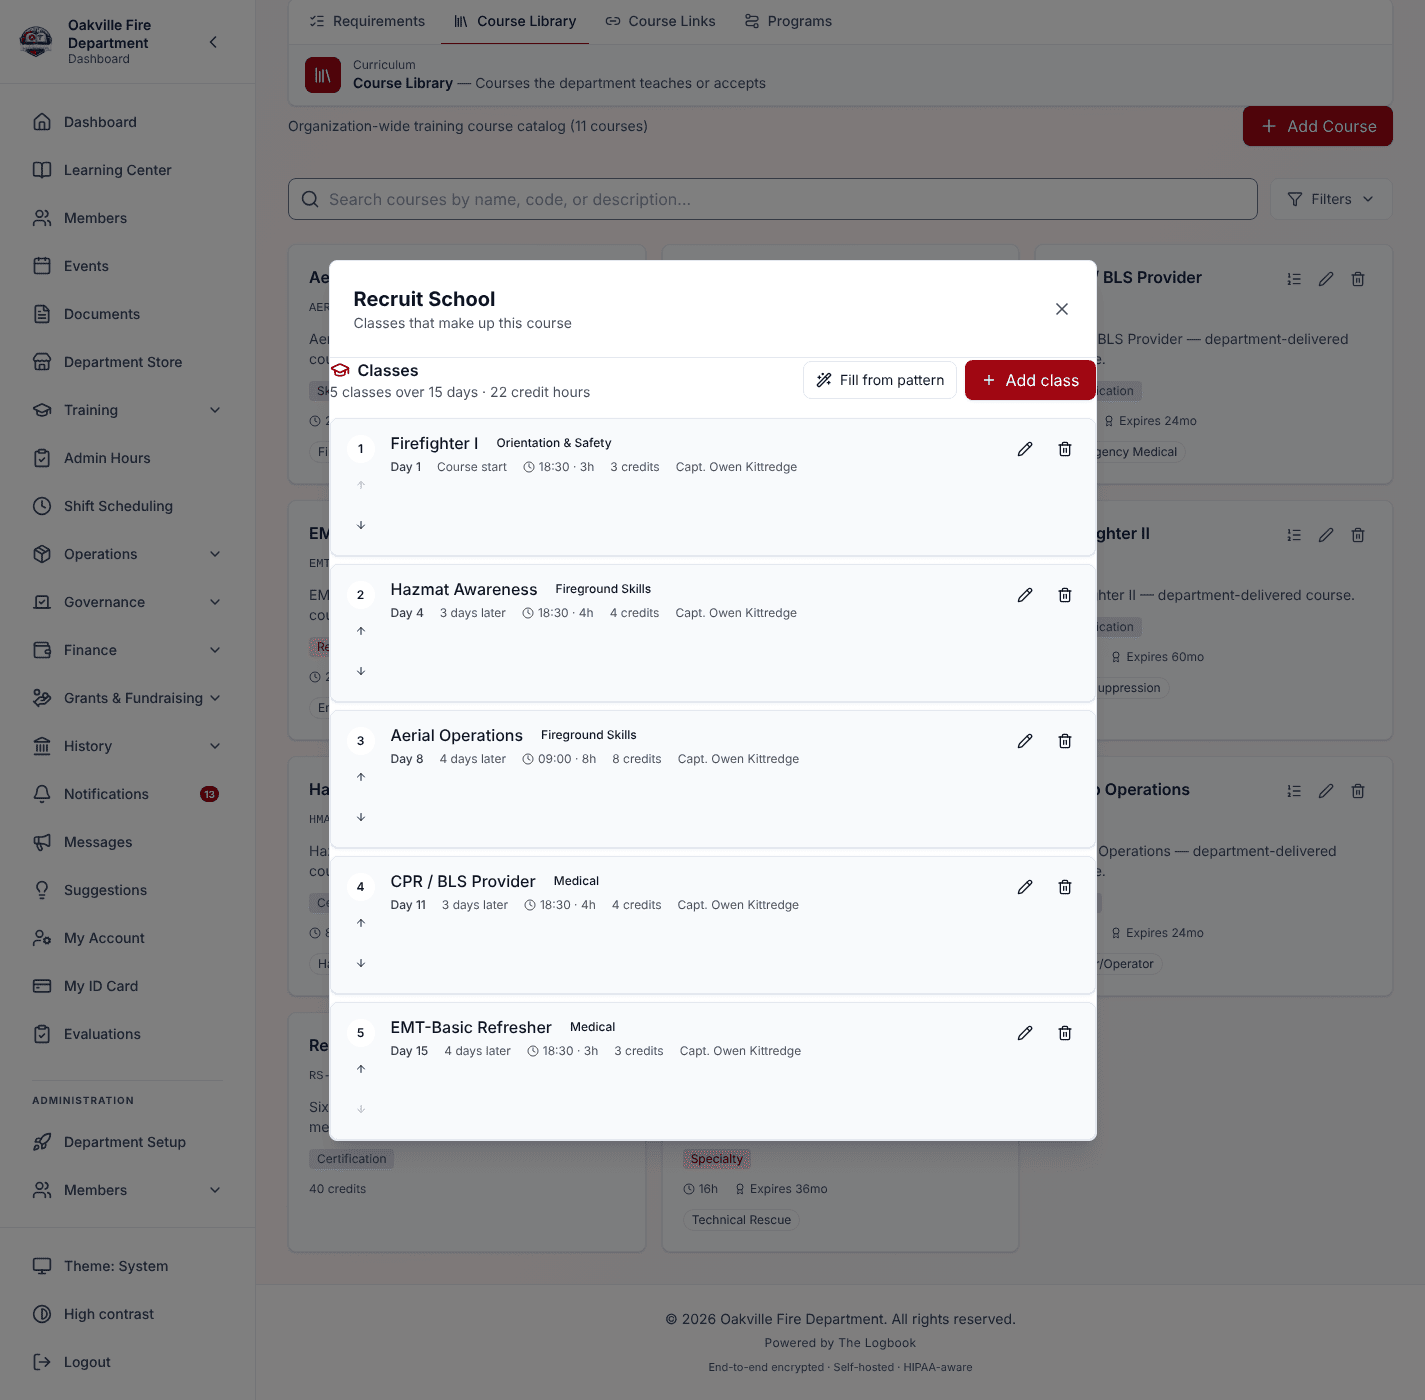 Oakville Fire
Department
Dashboard
Dashboard
Learning Center
Members
Events
Documents
Department Store
Training
Admin Hours
Shift Scheduling
Operations
Governance
Finance
Grants & Fundraising
History
Notifications
13
Messages
Suggestions
My Account
My ID Card
Evaluations
ADMINISTRATION
Department Setup
Members
Theme: System
High contrast
Logout
Requirements
Course Library
Course Links
Programs
Curriculum
Course Library — Courses the department teaches or accepts
Organization-wide training course catalog (11 courses)
Add Course
Search courses by name, code, or description...
Filters
BLS Provider
BLS Provider — department-delivered
Expires 24mo
Medical
Recruit School
Classes that make up this course
Classes
5 classes over 15 days · 22 credit hours
Fill from pattern
Add class
1
Firefighter I
Orientation & Safety
Day 1
Course start
18:30 · 3h
3 credits
Capt. Owen Kittredge
2
Hazmat Awareness
Fireground Skills
Day 4
3 days later
18:30 · 4h
4 credits
Capt. Owen Kittredge
3
Aerial Operations
Fireground Skills
Day 8
4 days later
09:00 · 8h
8 credits
Capt. Owen Kittredge
4
CPR / BLS Provider
Medical
Day 11
3 days later
18:30 · 4h
4 credits
Capt. Owen Kittredge
5
EMT-Basic Refresher
Medical
Day 15
4 days later
18:30 · 3h
3 credits
Capt. Owen Kittredge
II
II — department-delivered course.
Expires 60mo
Operations
Operations — department-delivered
Expires 24mo
/Operator
Certification
40 credits
Specialty
16h
Expires 36mo
Technical Rescue
© 2026 Oakville Fire Department. All rights reserved.
Powered by The Logbook
End-to-end encrypted · Self-hosted · HIPAA-aware